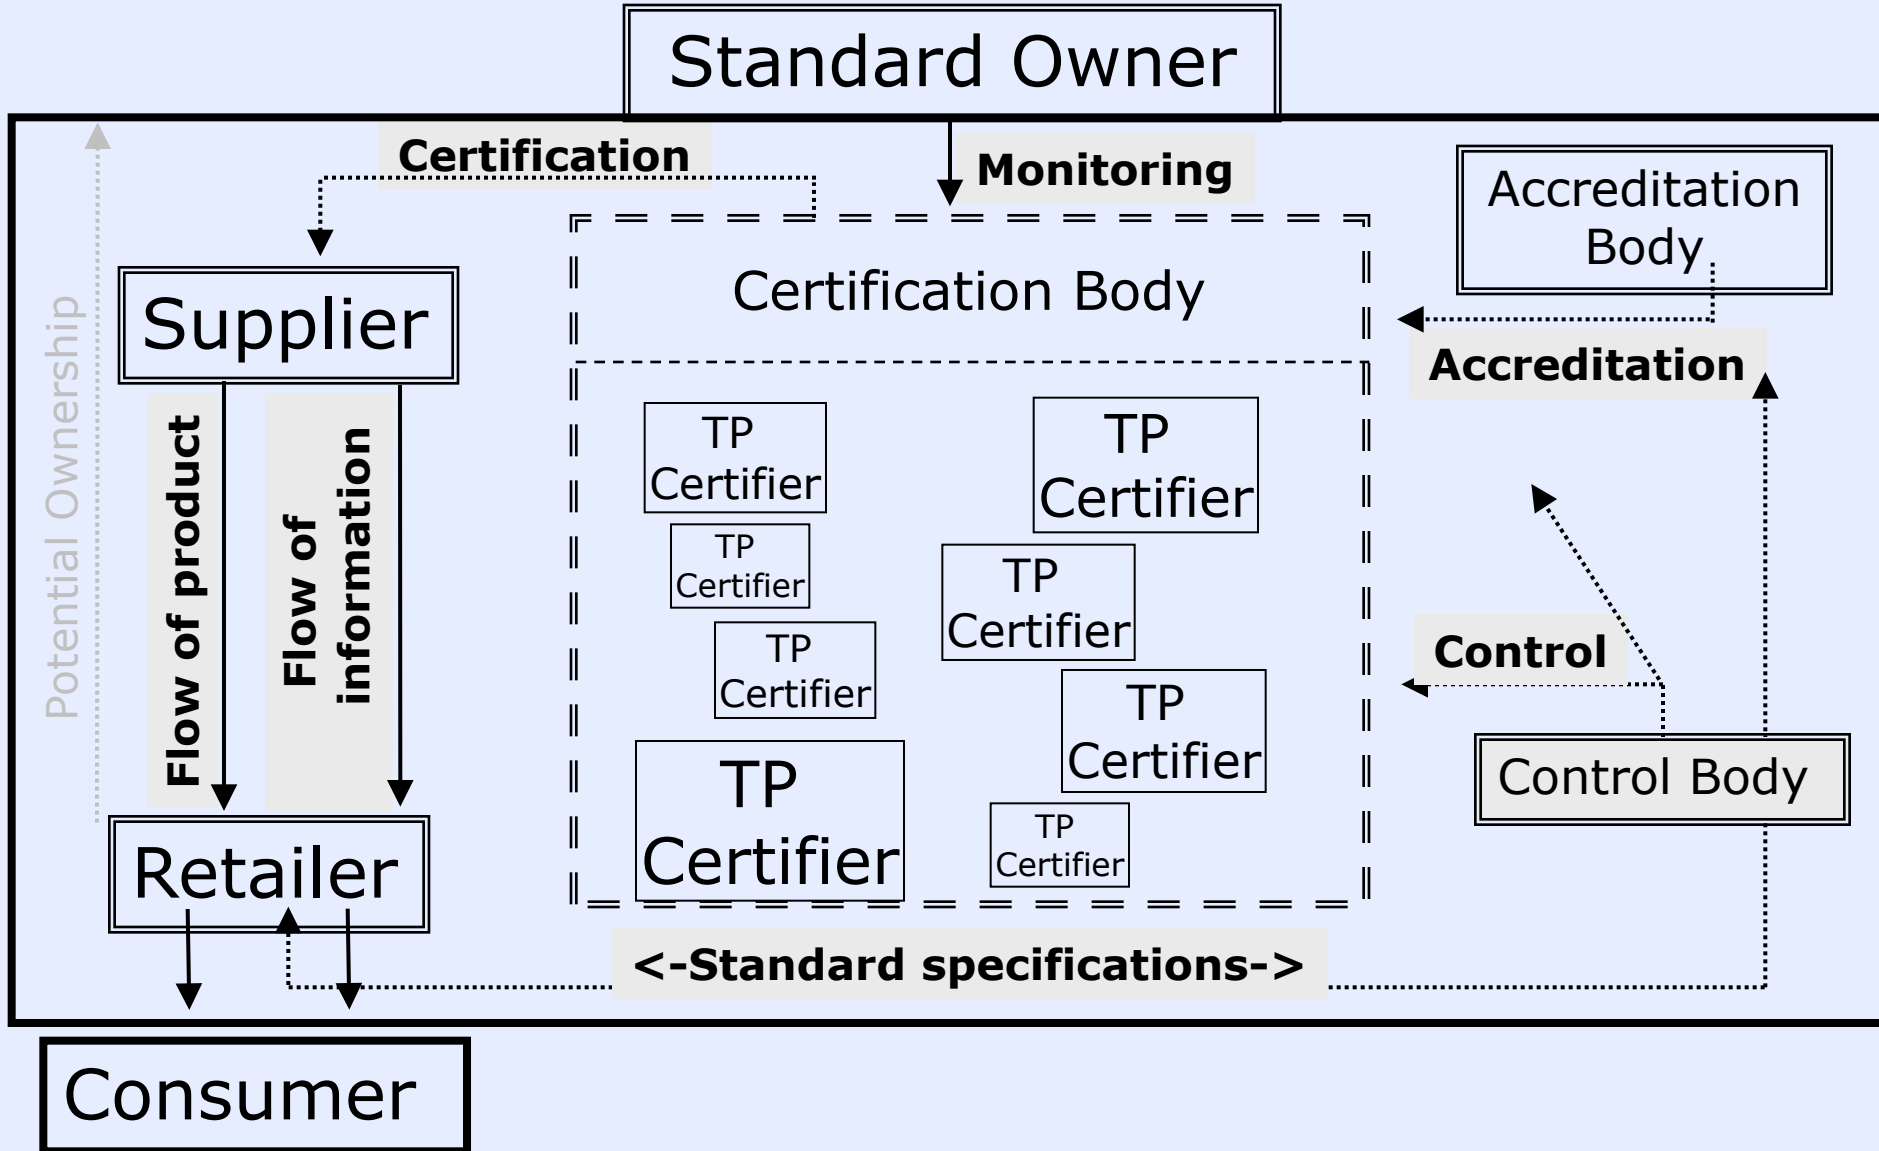 Standard Owner
Certification
Monitoring
Accreditation
Body
Supplier
Certification Body
Accreditation
Potential Ownership
Flow of product
Flow of
information
TP
Certifier
TP
Certifier
TP
Certifier
TP
Certifier
TP
Certifier
TP
Certifier
TP
Certifier
TP
Certifier
Control
Control Body
Retailer
<-Standard specifications->
Consumer